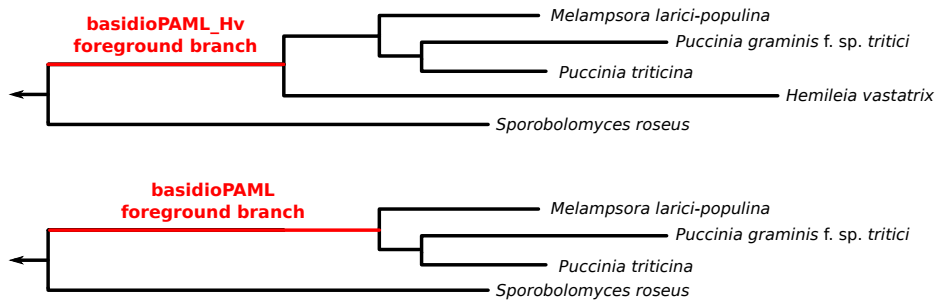 basidioPAML_Hv
foreground branch
Melampsora larici-populina
Puccinia graminis f. sp. tritici
Puccinia triticina
Hemileia vastatrix
Sporobolomyces roseus
basidioPAML
foreground branch
Melampsora larici-populina
Puccinia graminis f. sp. tritici
Puccinia triticina
Sporobolomyces roseus